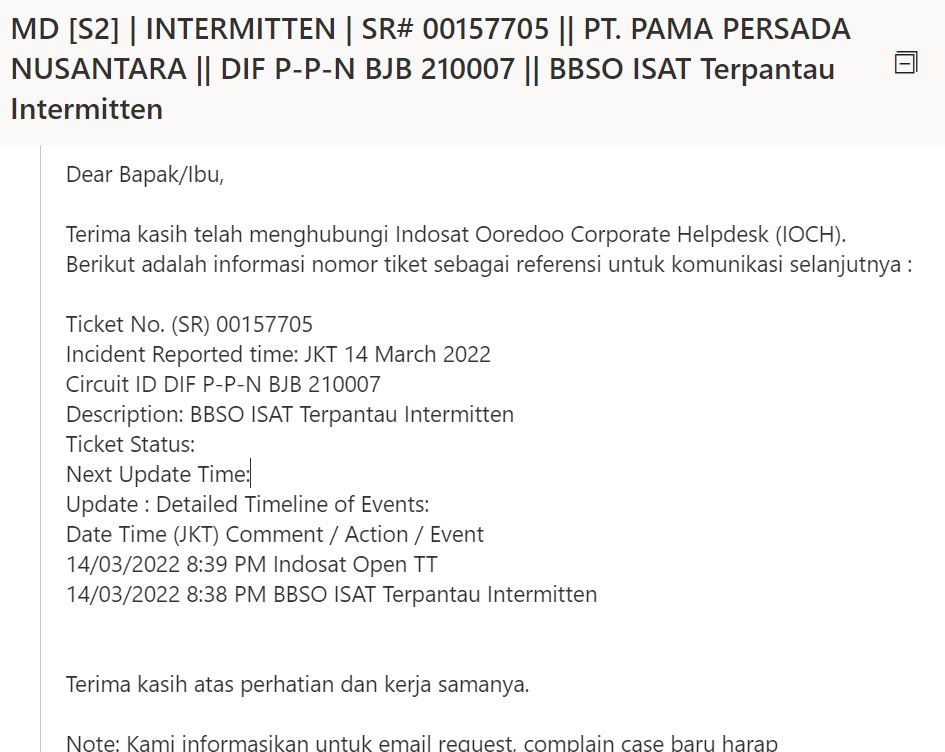 MD [S2] | INTERMITTEN | SR# 00157705 || PT. PAMA PERSADA
NUSANTARA || DIF P-P-N BJB 210007 || BBSO ISAT Terpantau
Intermitten
Dear Bapak/Ibu,
Terima kasih telah menghubungi Indosat Ooredoo Corporate Helpdesk (IOCH).
Berikut adalah informasi nomor tiket sebagai referensi untuk komunikasi selanjutnya :
Ticket No. (SR) 00157705
Incident Reported time: JKT 14 March 2022
Circuit ID DIF P-P-N BJB 210007
Description: BBSO ISAT Terpantau Intermitten
Ticket Status:
Next Update Time:
Update : Detailed Timeline of Events:
Date Time (JKT) Comment / Action / Event
14/03/2022 8:39 PM Indosat Open TT
14/03/2022 8:38 PM BBSO ISAT Terpantau Intermitten
Terima kasih atas perhatian dan kerja samanya.
Note: Kami informasikan untuk email request, complain case baru harap